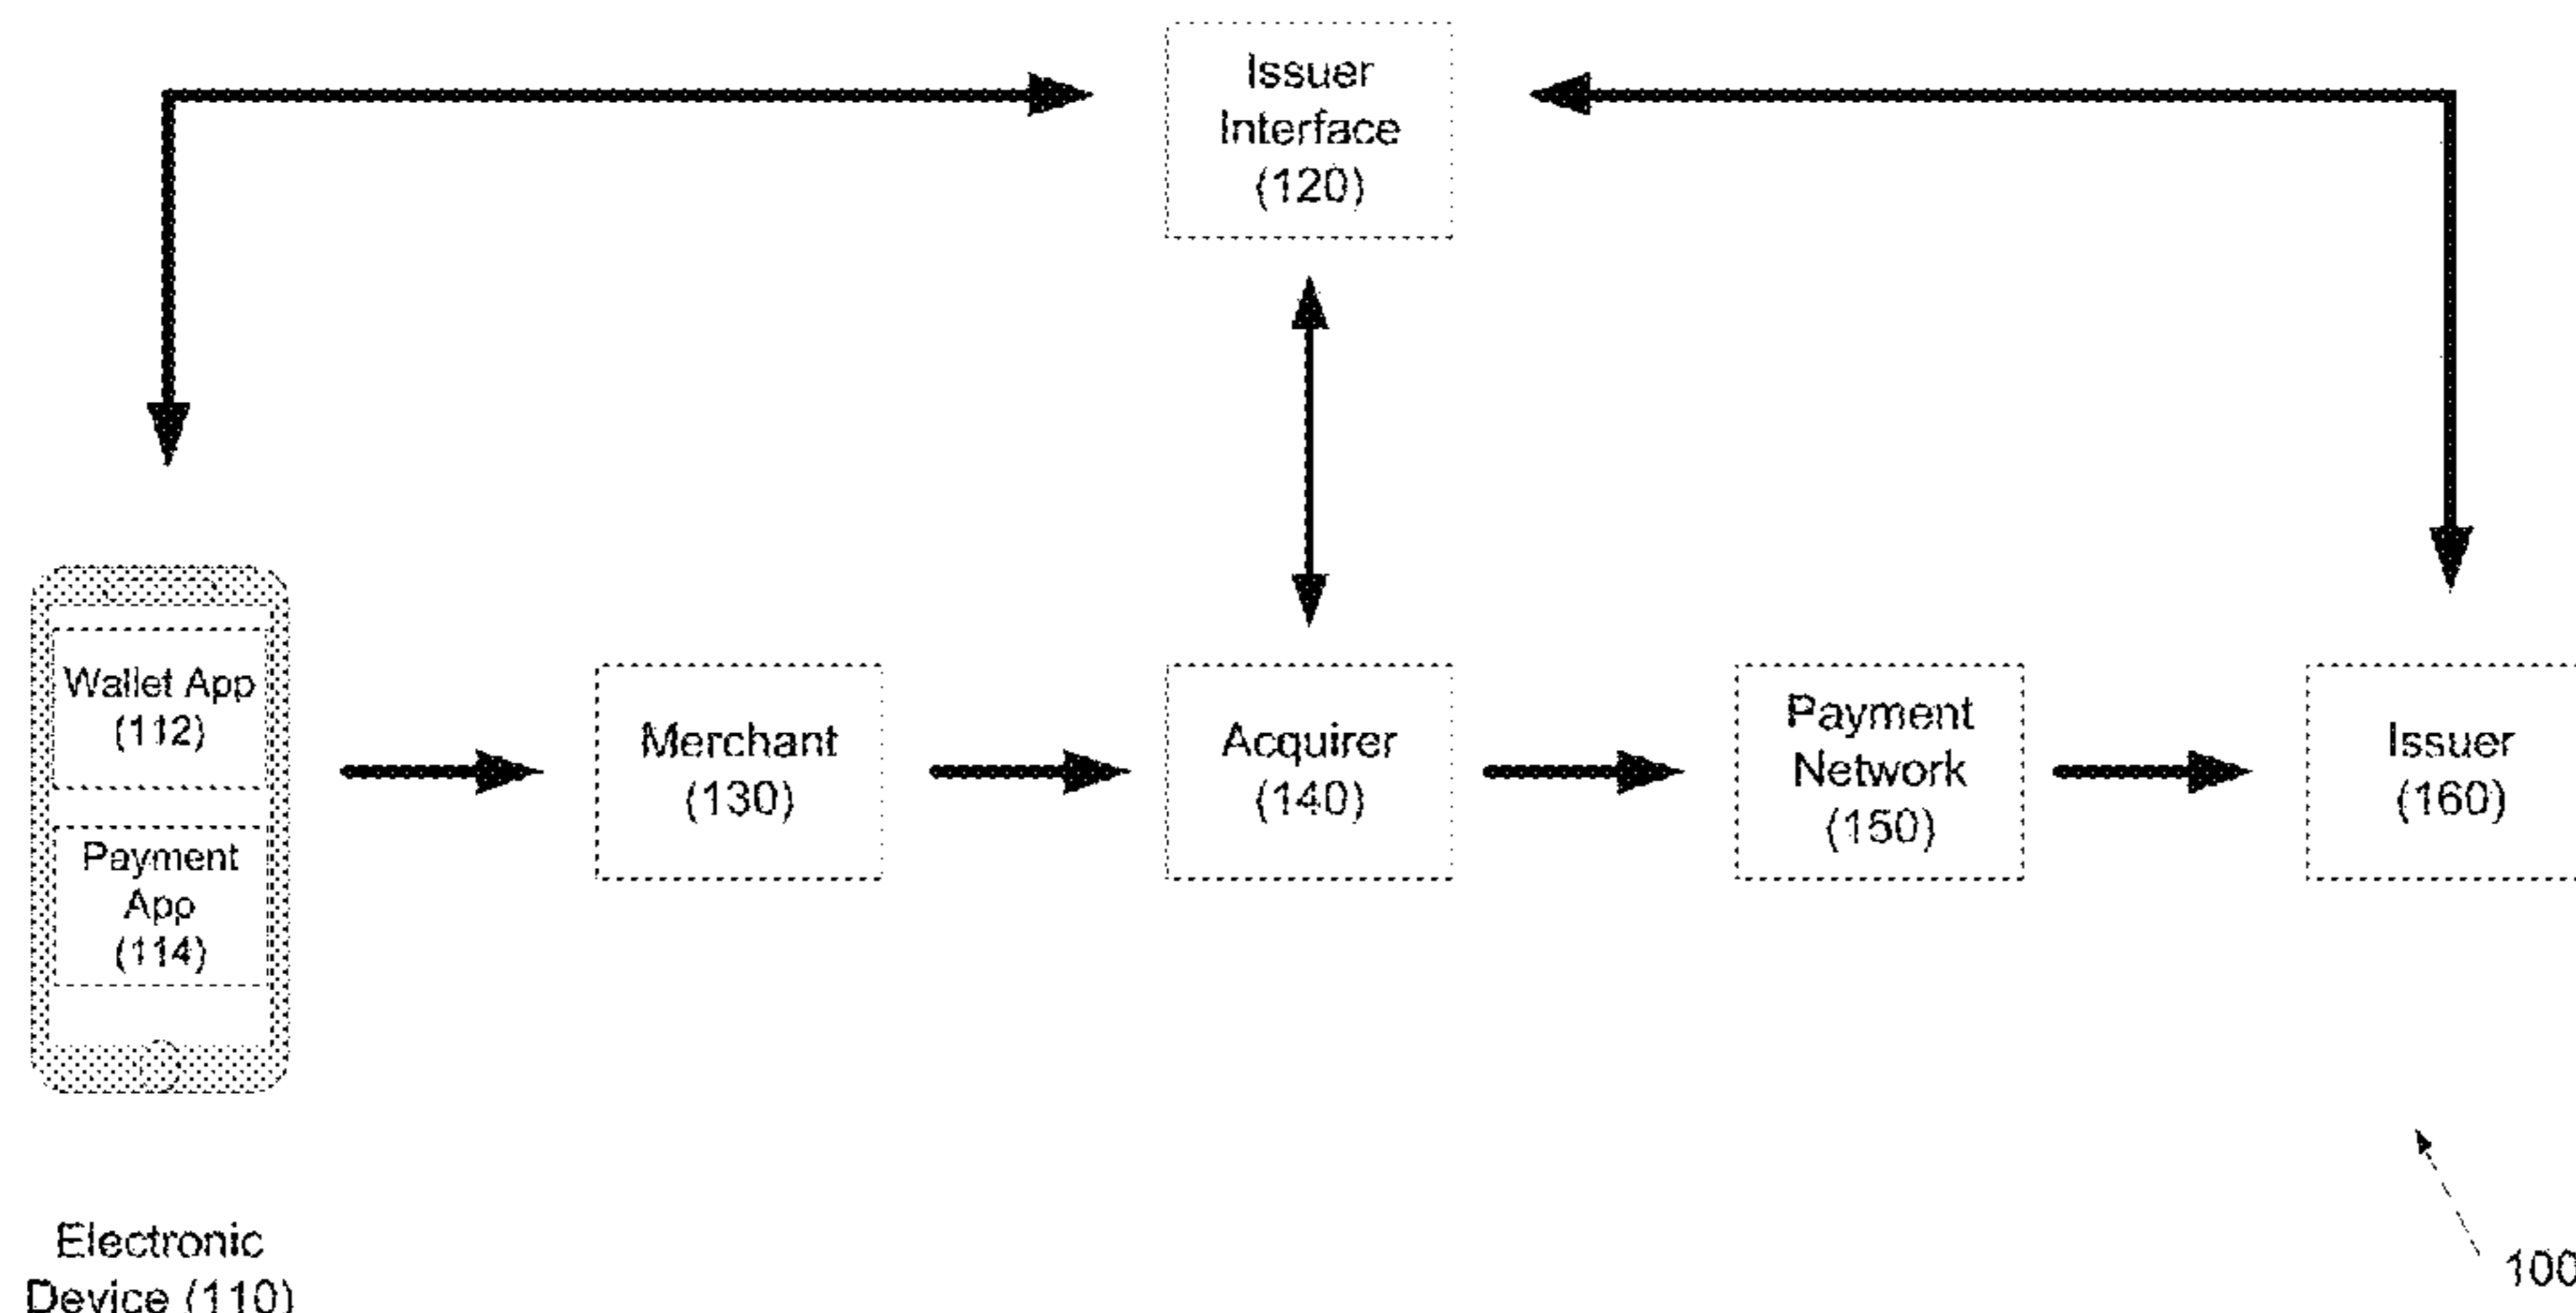 Issuer
Interface
(120)
Wallet App
(112)
Payment
App
(114)
Merchant
(130)
Acquirer
(140)
Payment
Network
(150)
Issuer
(160)
Electronic
Device (110)
100